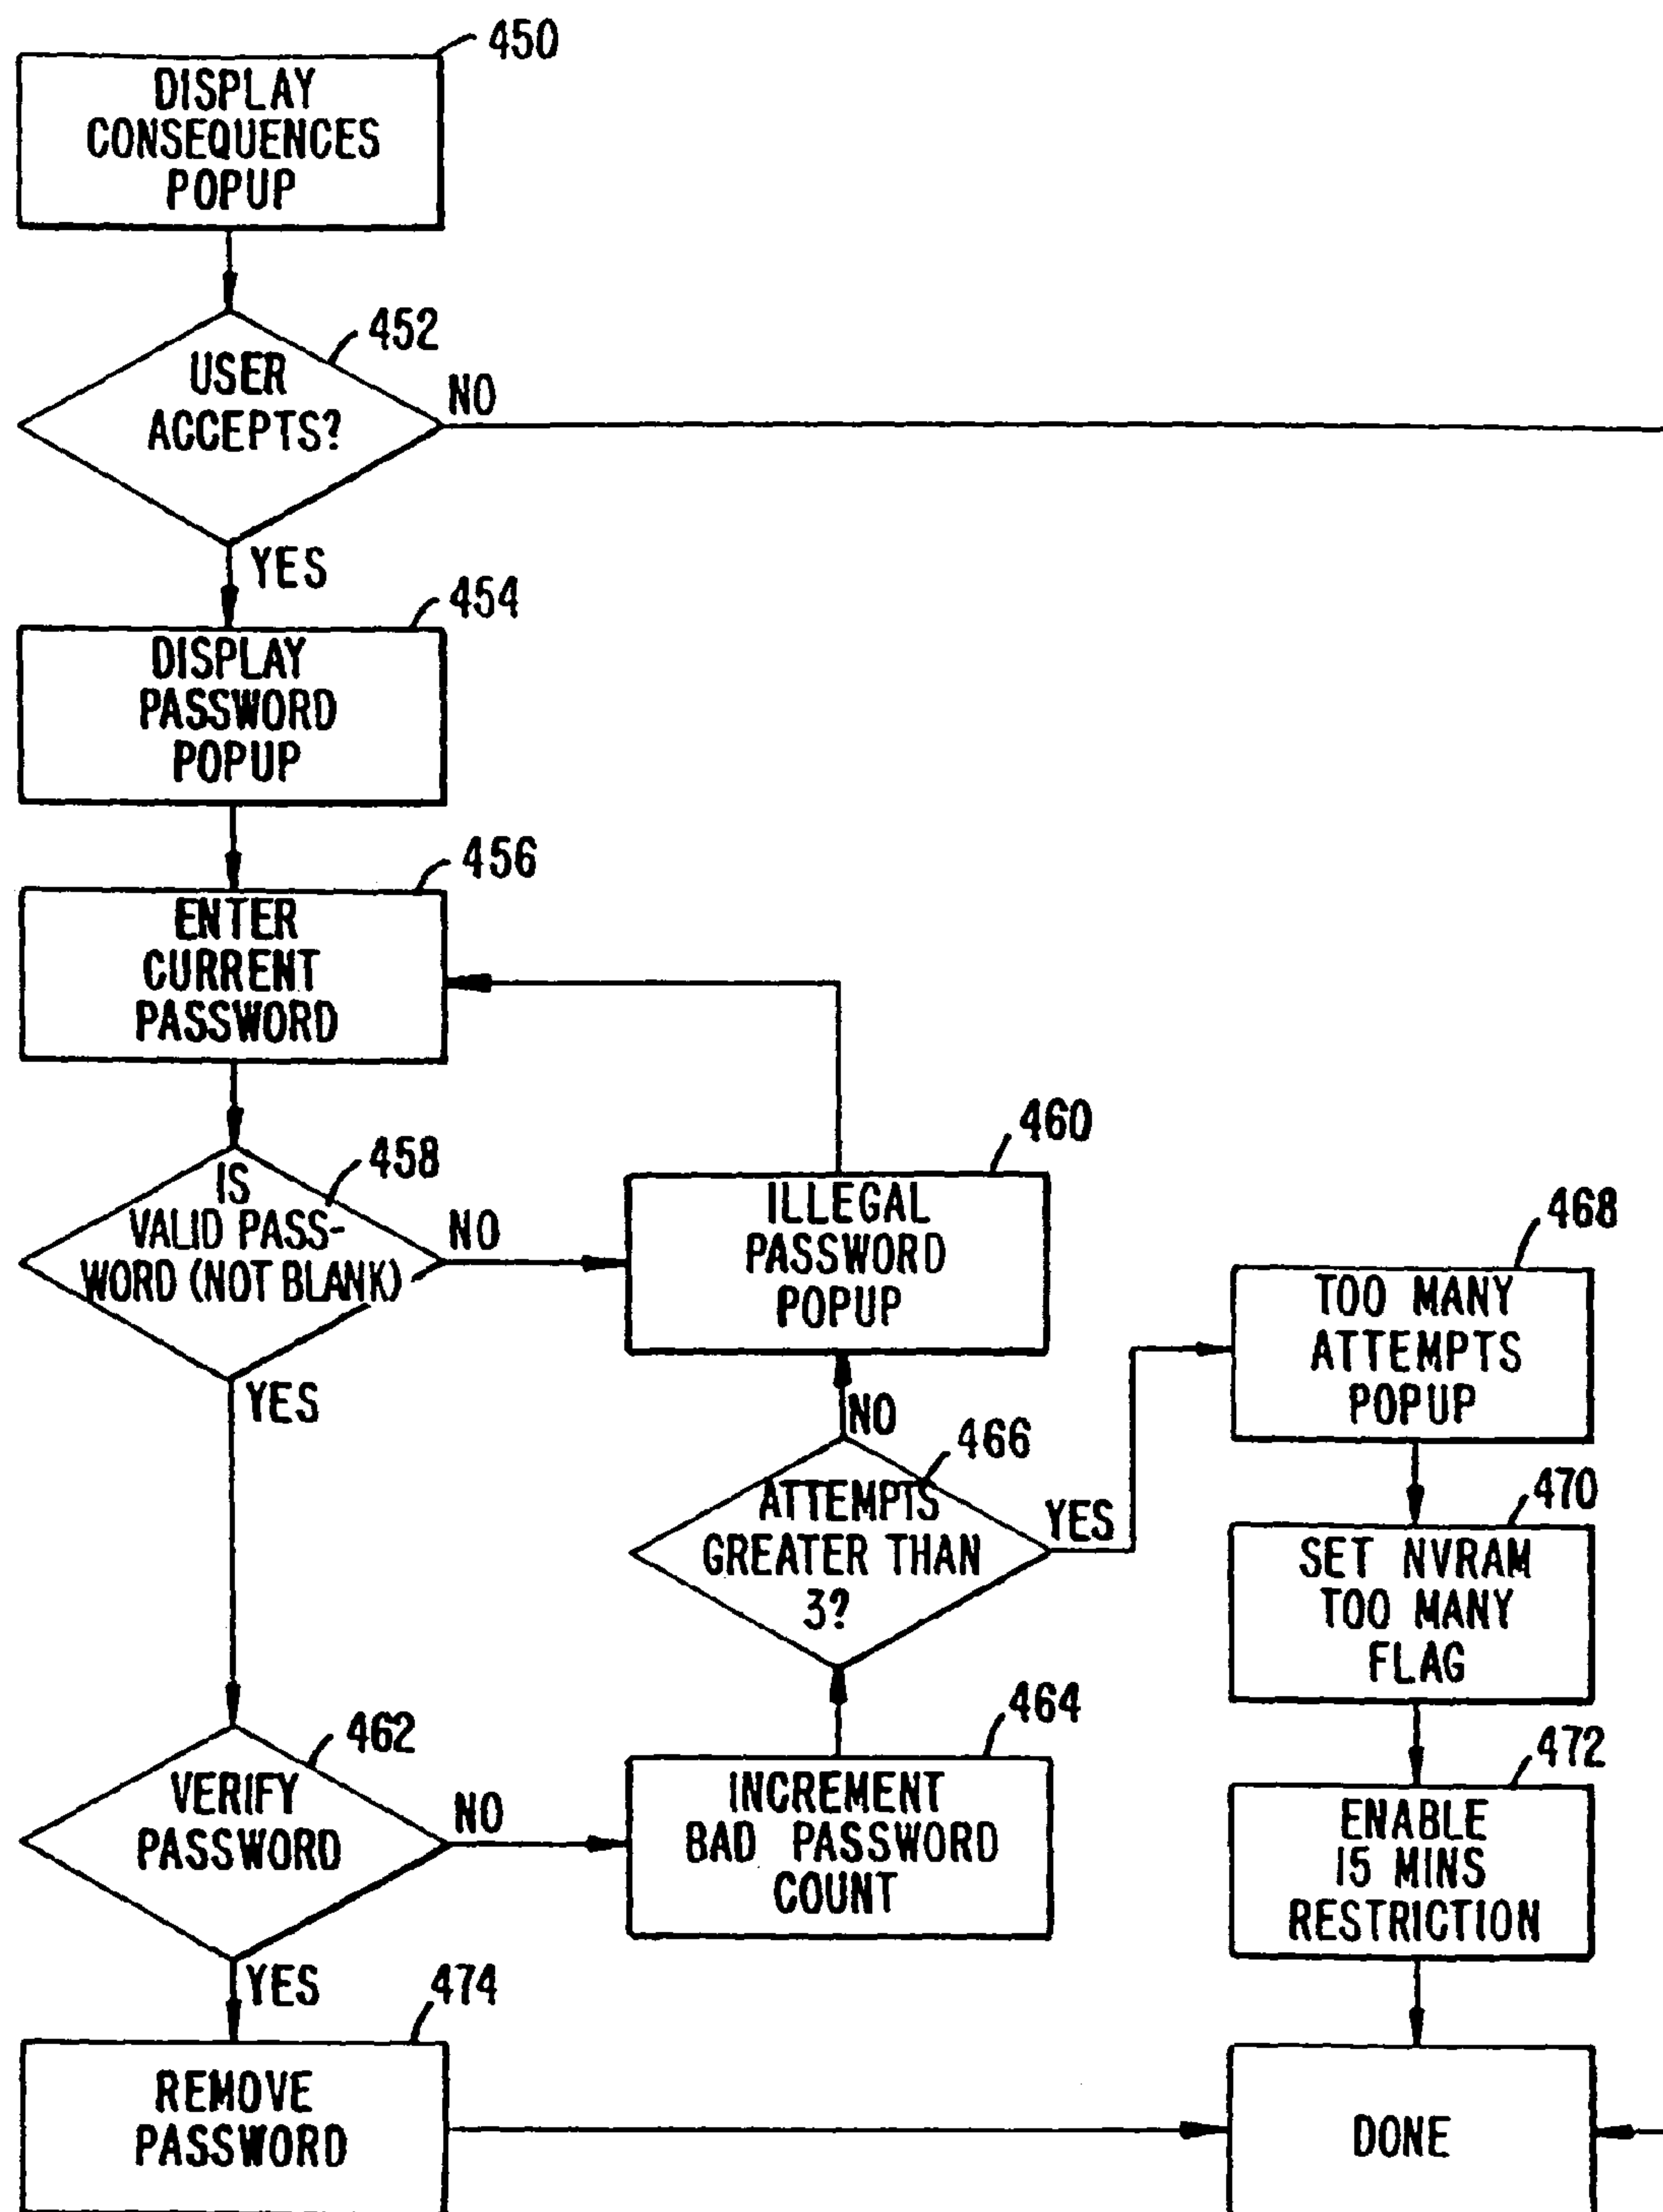 450
DISPLAY
CONSEQUENCES
POPUP
452
USER
ACCEPTS?
NO
YES
454
DISPLAY
PASSWORD
POPUP
456
ENTER
CURRENT
PASSWORD
458
IS
VALID PASS-
WORD (NOT BLANK)
NO
YES
460
ILLEGAL
PASSWORD
POPUP
NO
466
ATTEMPTS
GREATER THAN
3?
YES
468
TOO MANY
ATTEMPTS
POPUP
470
SET NVRAM
TOO MANY
FLAG
472
ENABLE
15 MINS
RESTRICTION
462
VERIFY
PASSWORD
NO
YES
464
INCREMENT
BAD PASSWORD
COUNT
474
REMOVE
PASSWORD
DONE